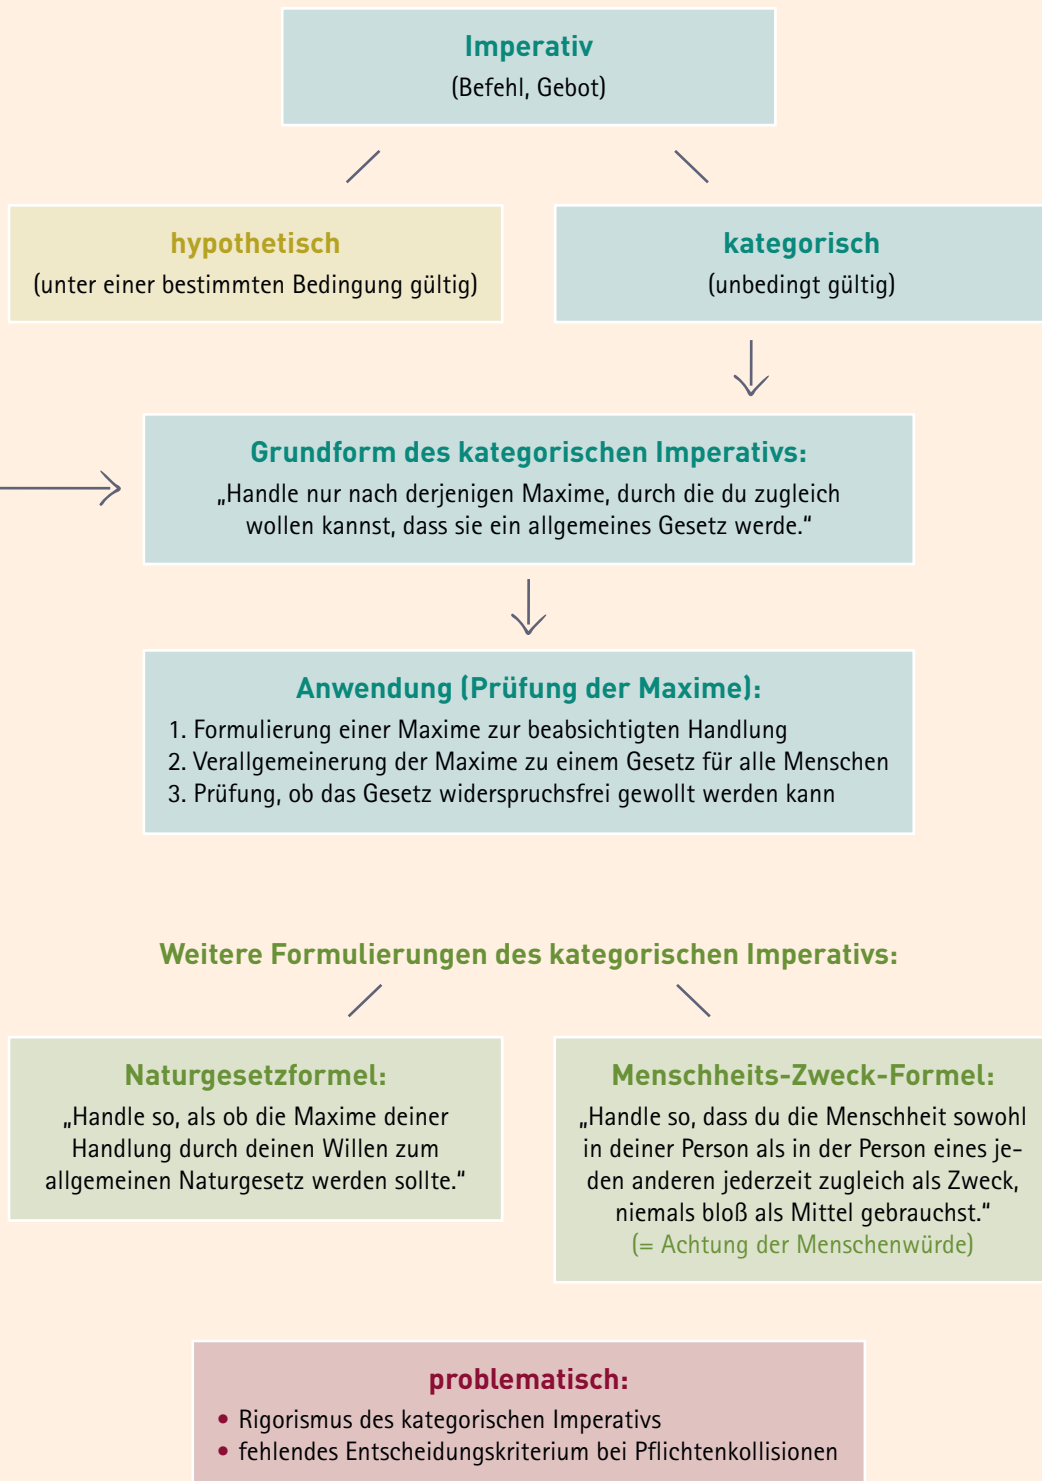 Imperativ
(Befehl, Gebot)
hypothetisch
(unter einer bestimmten Bedingung gültig)
kategorisch
(unbedingt gültig)
Grundform des kategorischen Imperativs:
„Handle nur nach derjenigen Maxime, durch die du zugleich
wollen kannst, dass sie ein allgemeines Gesetz werde.“
Anwendung (Prüfung der Maxime):
1. Formulierung einer Maxime zur beabsichtigten Handlung
2. Verallgemeinerung der Maxime zu einem Gesetz für alle Menschen
3. Prüfung, ob das Gesetz widerspruchsfrei gewollt werden kann
Weitere Formulierungen des kategorischen Imperativs:
Naturgesetzformel:
„Handle so, als ob die Maxime deiner
Handlung durch deinen Willen zum
allgemeinen Naturgesetz werden sollte.“
Menschheits-Zweck-Formel:
„Handle so, dass du die Menschheit sowohl
in deiner Person als in der Person eines je-
den anderen jederzeit zugleich als Zweck,
niemals bloß als Mittel gebrauchst.“
(= Achtung der Menschenwürde)
problematisch:
• Rigorismus des kategorischen Imperativs
• fehlendes Entscheidungskriterium bei Pflichtenkollisionen